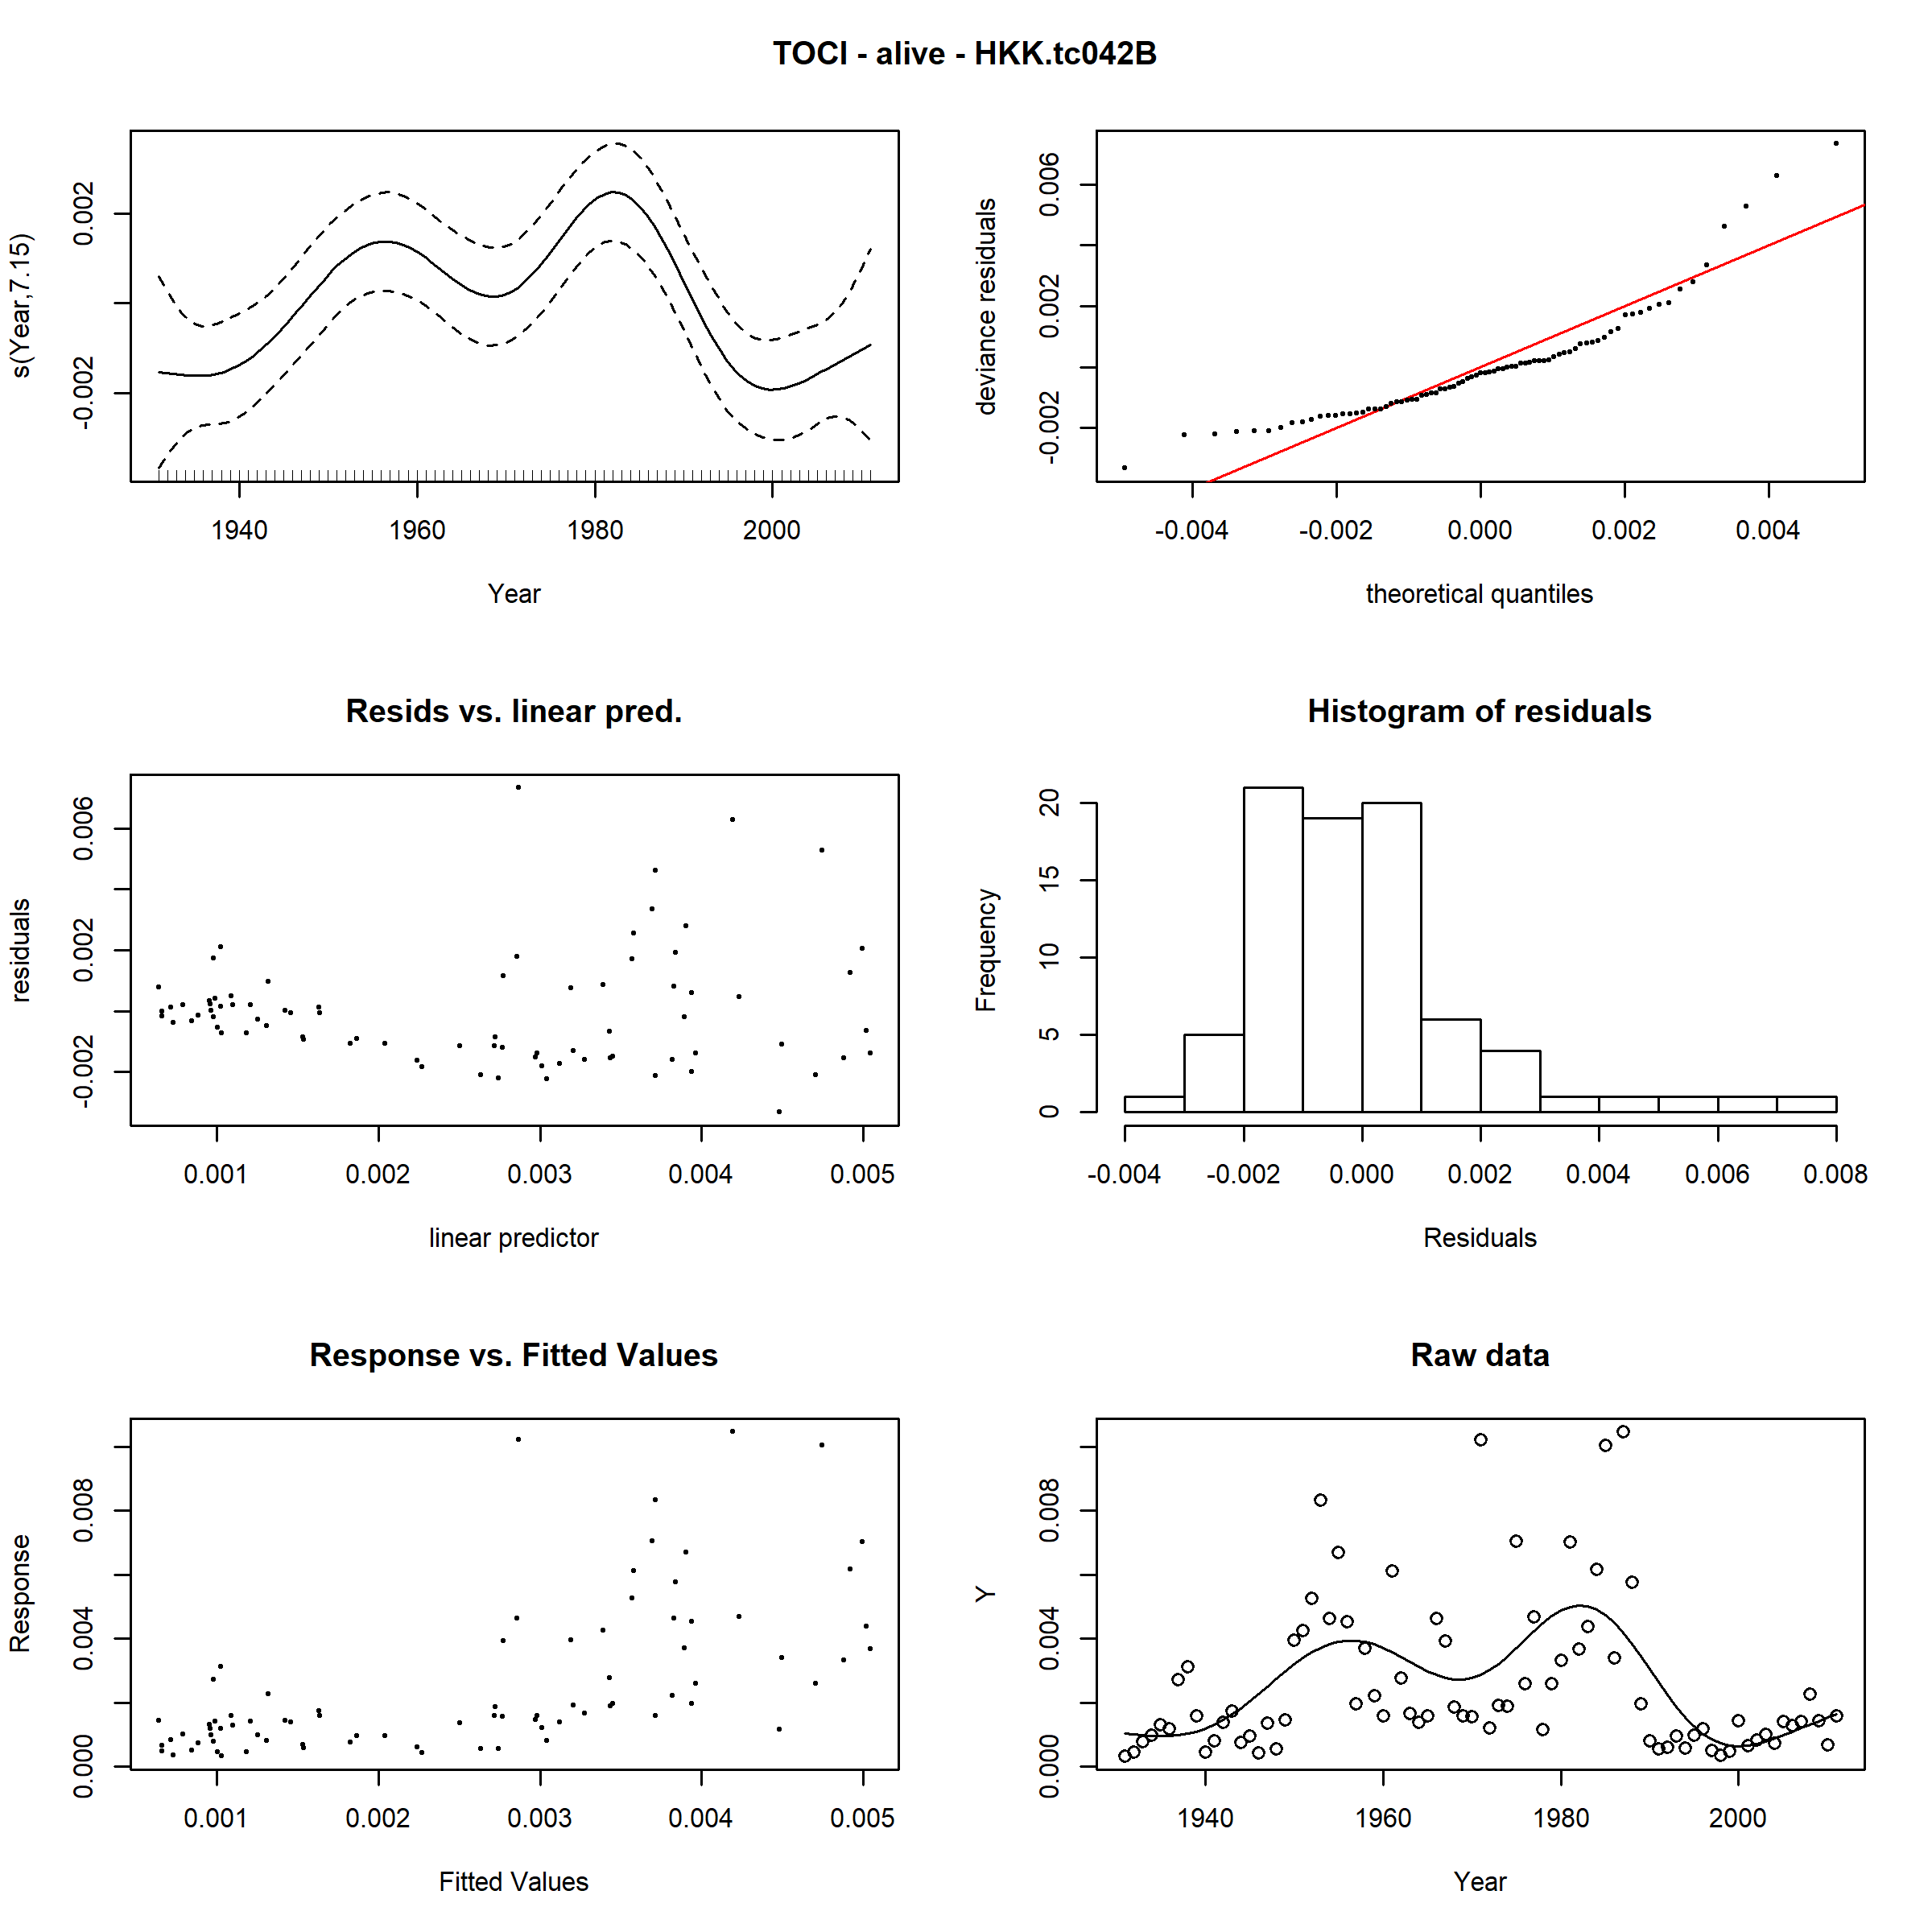 TOCI - alive - HKK.tc042B
s(Year,7.15)
-0.002 0.002
1940 1960 1980 2000
Year
deviance residuals
-0.002 0.002 0.006
-0.004 -0.002 0.000 0.002 0.004
theoretical quantiles
Resids vs. linear pred.
residuals
-0.002 0.002 0.006
0.001 0.002 0.003 0.004 0.005
linear predictor
Histogram of residuals
Frequency
0 5 10 15 20
-0.004 -0.002 0.000 0.002 0.004 0.006 0.008
Residuals
Response vs. Fitted Values
Response
0.000 0.004 0.008
0.001 0.002 0.003 0.004 0.005
Fitted Values
Raw data
Y
0.000 0.004 0.008
1940 1960 1980 2000
Year